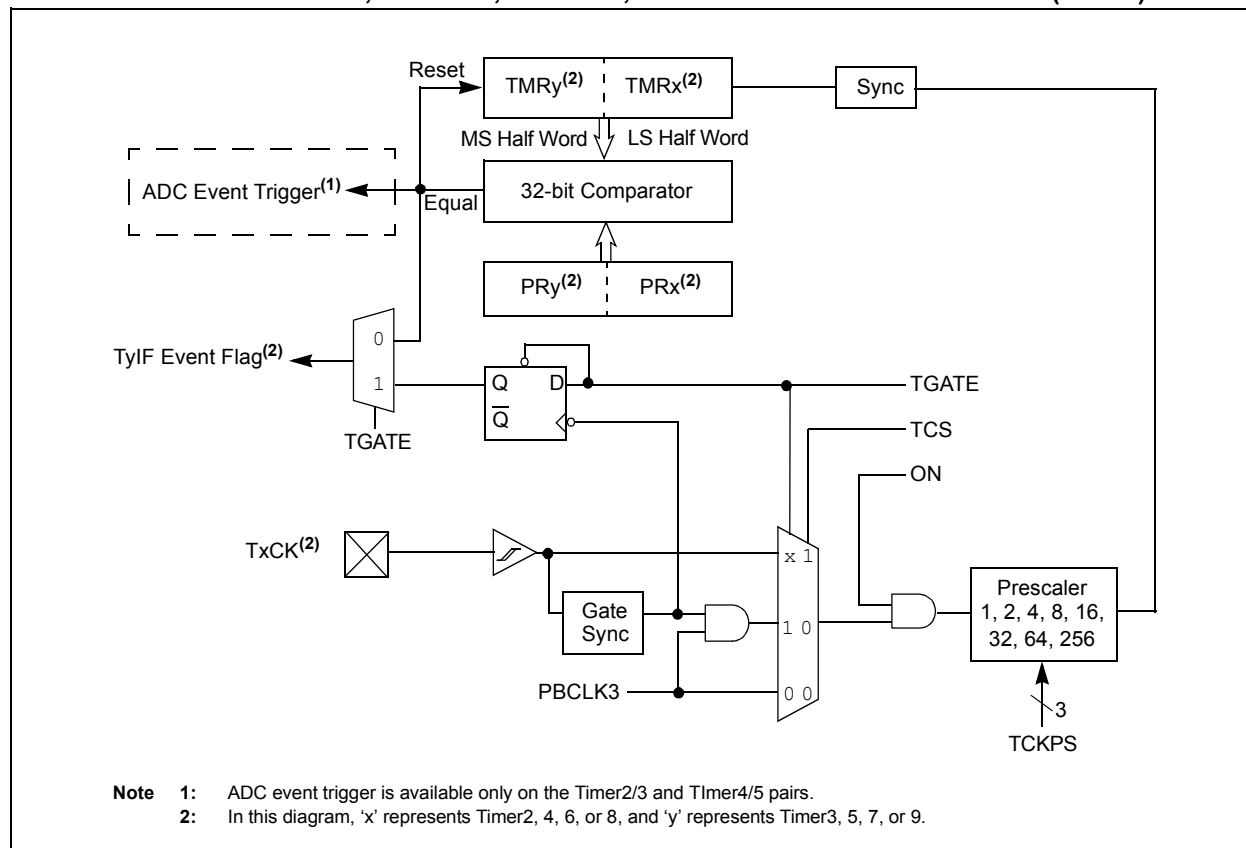 Reset
TMRy(2) TMRx(2)
Sync
MS Half Word LS Half Word
ADC Event Trigger(1)
Equal
32-bit Comparator
PRy(2) PRx(2)
TyIF Event Flag(2)
0
1
TGATE
Q D
Q
TGATE
TCS
ON
TxCK(2)
x 1
Gate
Sync
1 0
Prescaler
1, 2, 4, 8, 16,
32, 64, 256
PBCLK3
0 0
3
TCKPS
Note 1: ADC event trigger is available only on the Timer2/3 and TImer4/5 pairs.
2: In this diagram, ‘x’ represents Timer2, 4, 6, or 8, and ‘y’ represents Timer3, 5, 7, or 9.